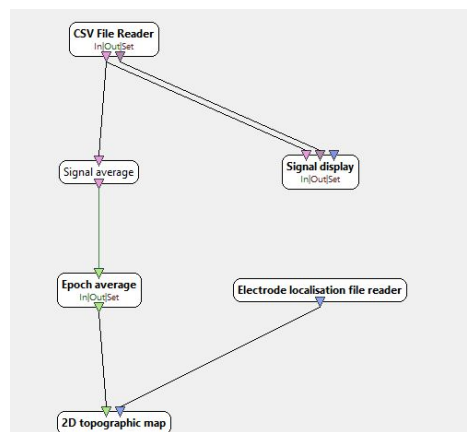 CSV File Reader
In|Out|Set
Signal average
Signal display
In|Out|Set
Epoch average
In|Out|Set
Electrode localisation file reader
2D topographic map